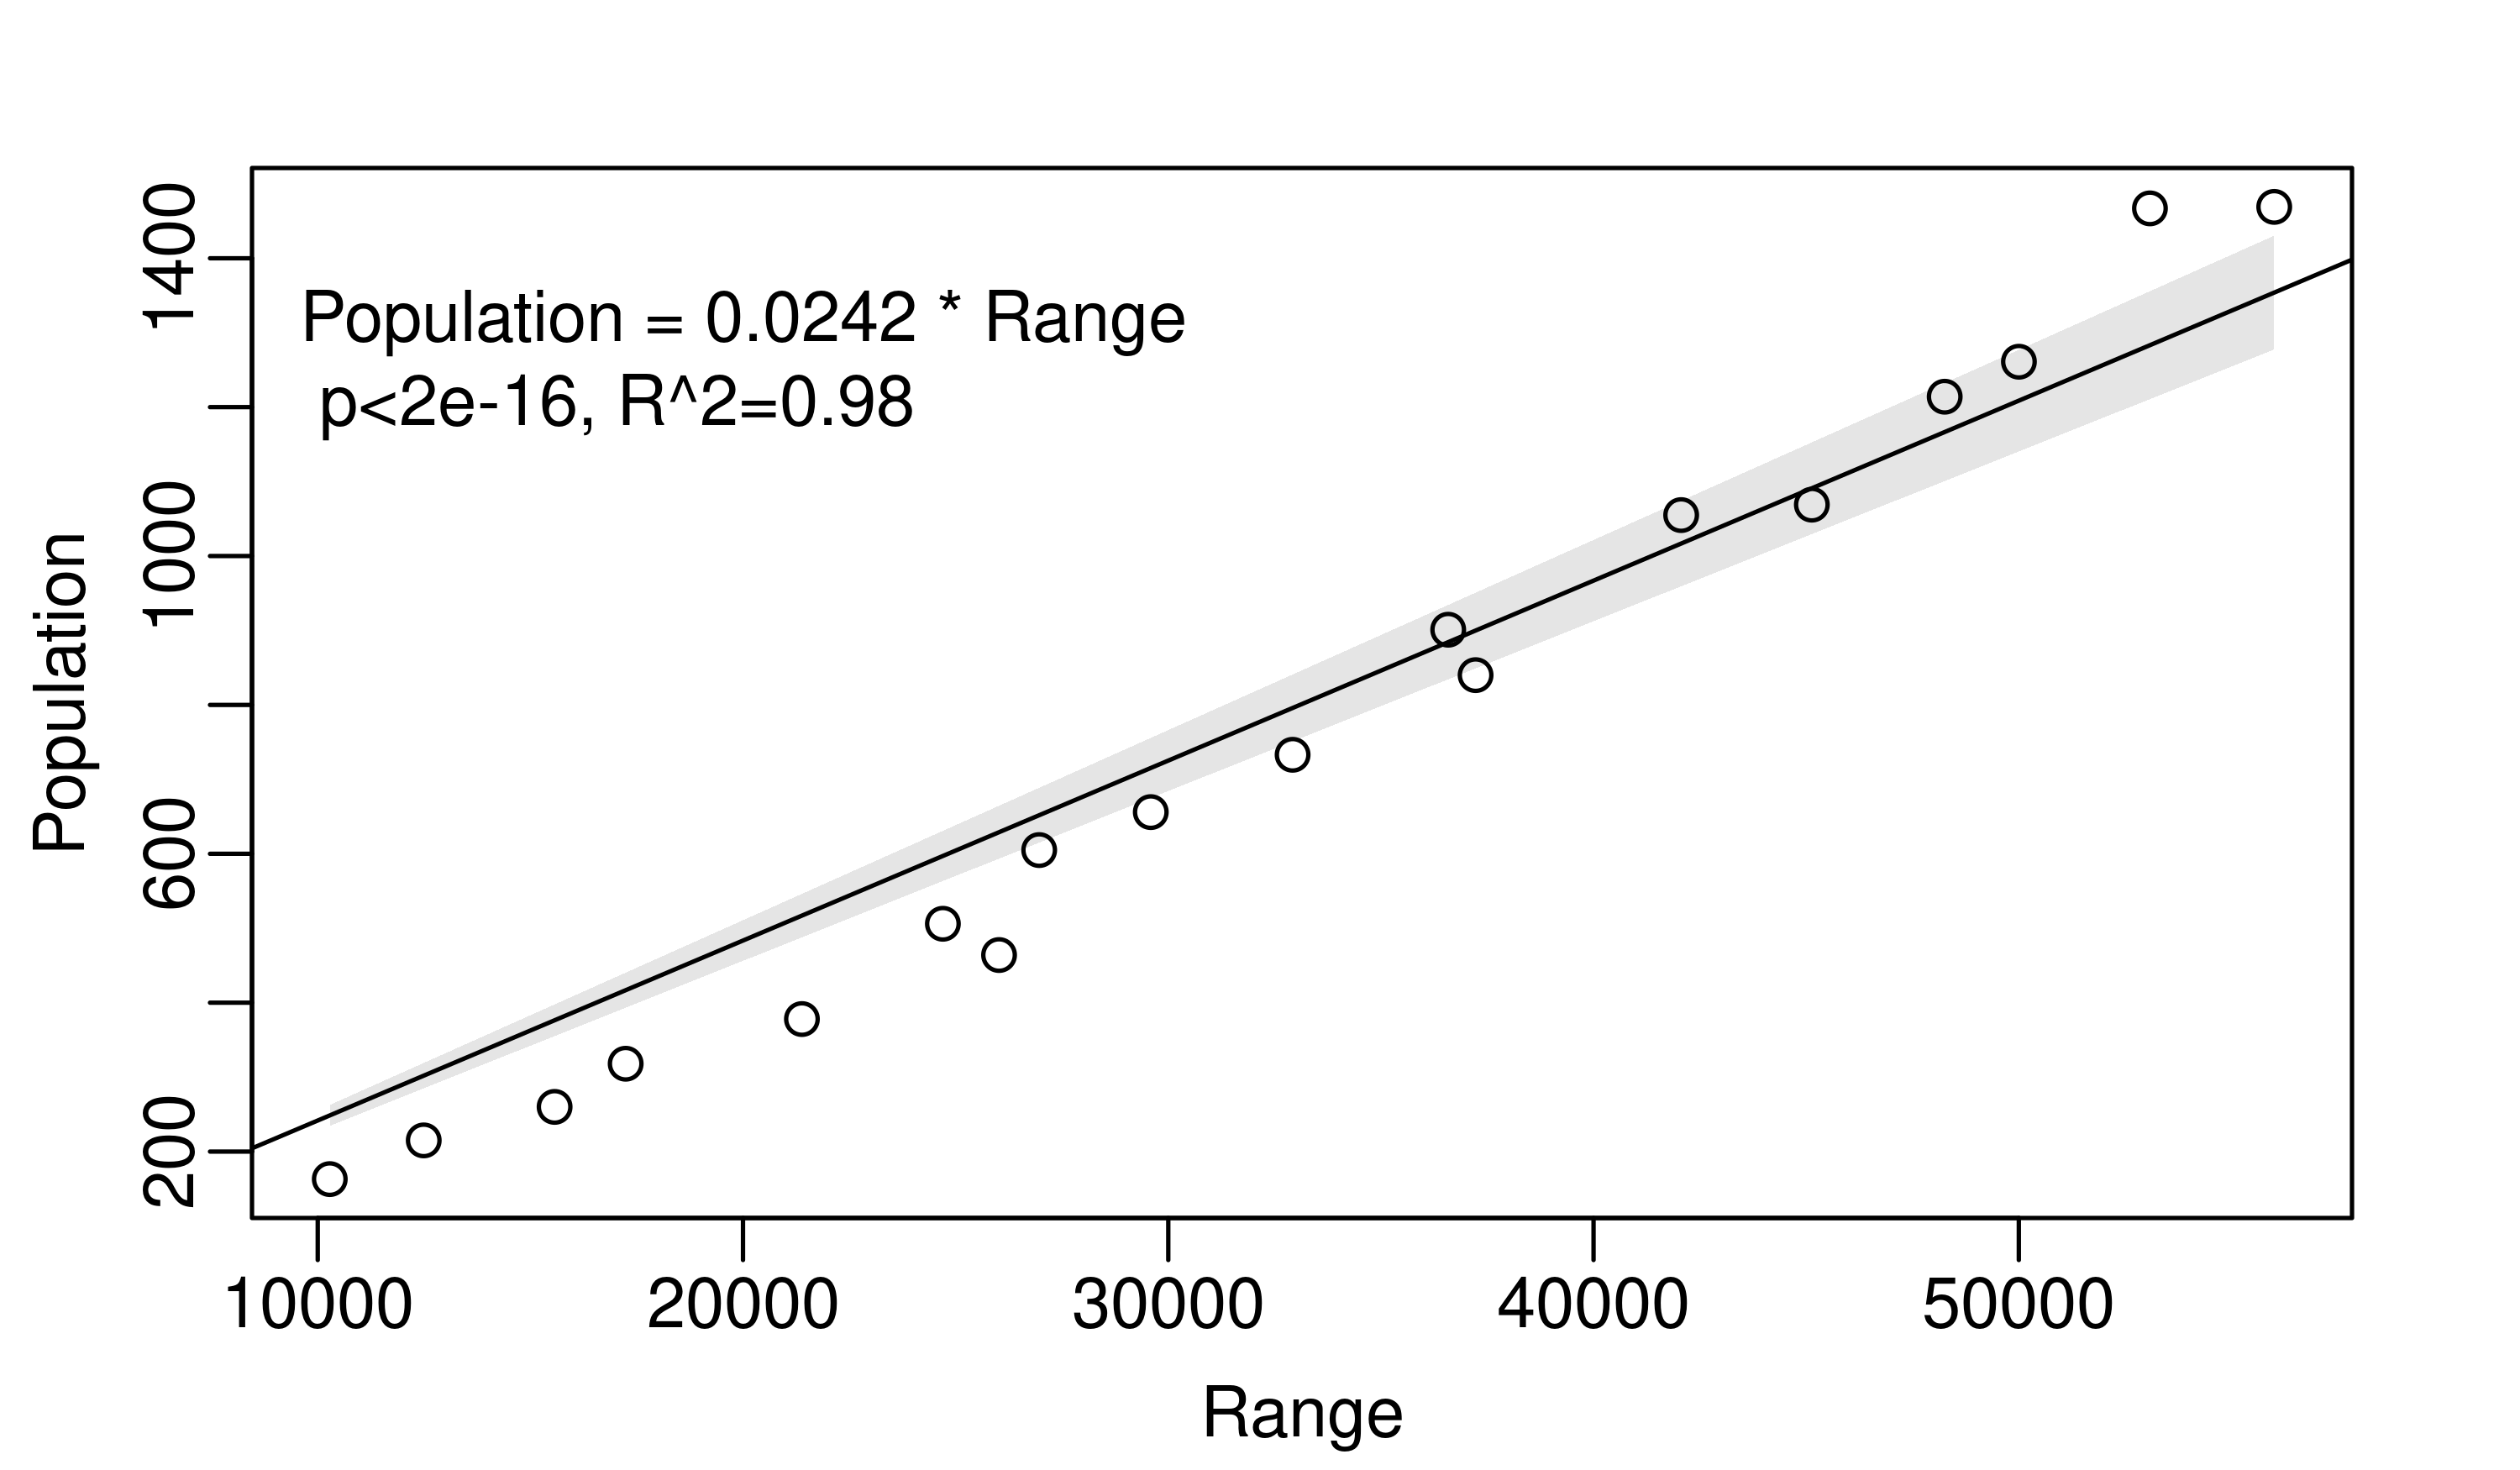 Population = 0.0242 * Range
p<2e-16, R^2=0.98
Population
1400
1000
600
200
10000 20000 30000 40000 50000
Range